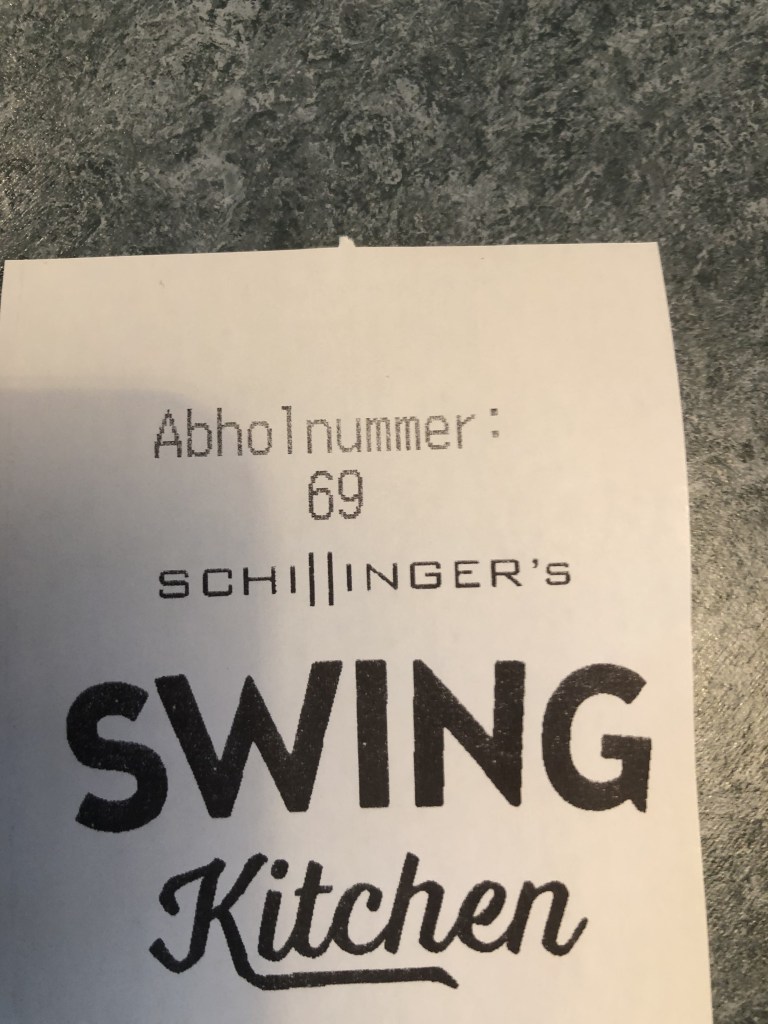 Abholnummer:
69
SCHILLINGER's
SWING
Kitchen